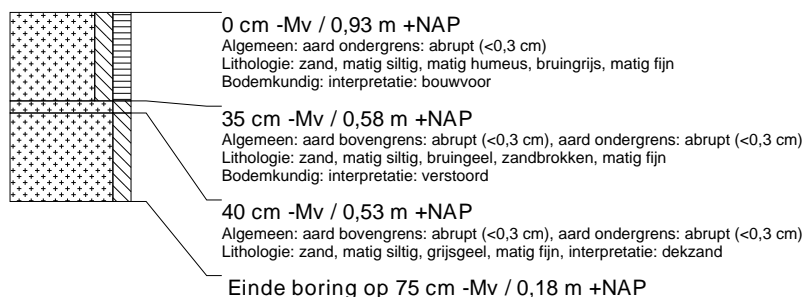 0 cm -Mv / 0,93 m +NAP
Algemeen: aard ondergrens: abrupt (<0,3 cm)
Lithologie: zand, matig siltig, matig humeus, bruingrijs, matig fijn
Bodemkundig: interpretatie: bouwvoor
35 cm -Mv / 0,58 m +NAP
Algemeen: aard bovengrens: abrupt (<0,3 cm), aard ondergrens: abrupt (<0,3 cm)
Lithologie: zand, matig siltig, bruingeel, zandbrokken, matig fijn
Bodemkundig: interpretatie: verstoord
40 cm -Mv / 0,53 m +NAP
Algemeen: aard bovengrens: abrupt (<0,3 cm), aard ondergrens: abrupt (<0,3 cm)
Lithologie: zand, matig siltig, grijsgeel, matig fijn, interpretatie: dekzand
Einde boring op 75 cm -Mv / 0,18 m +NAP